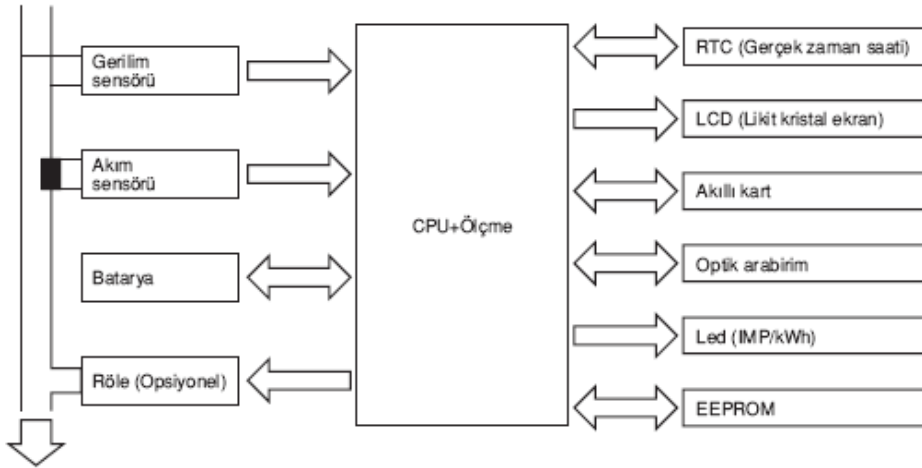 Gerilim
sensörü
Akım
sensörü
Batarya
Röle (Opsiyonel)
CPU+Ölçme
RTC (Gerçek zaman saati)
LCD (Likit kristal ekran)
Akıllı kart
Optik arabirim
Led (IMP/kWh)
EEPROM